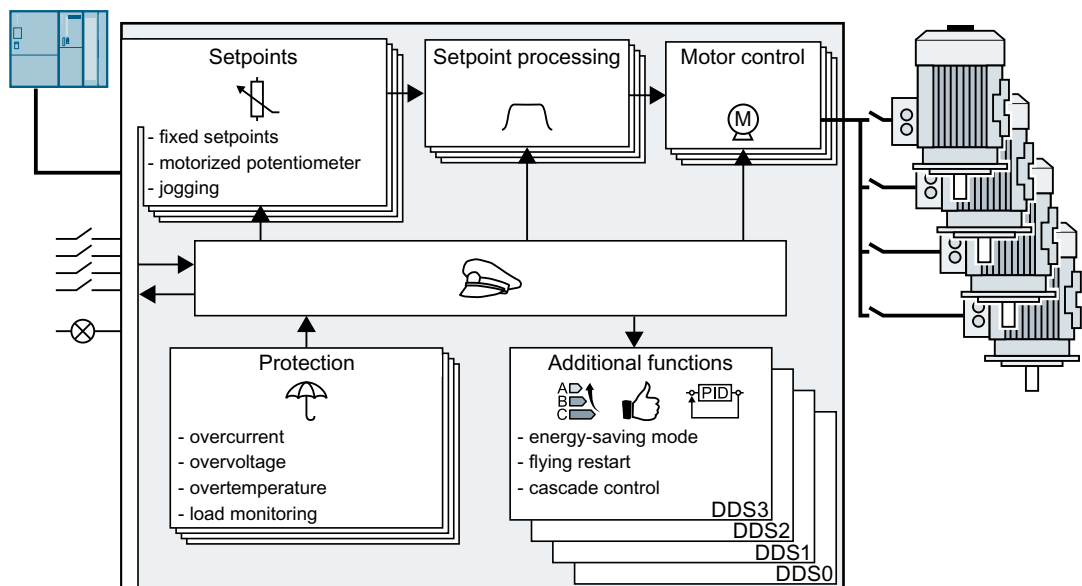 Setpoints
- fixed setpoints
- motorized potentiometer
- jogging
Setpoint processing
Motor control
M
Protection
- overcurrent
- overvoltage
- overtemperature
- load monitoring
Additional functions
A
B
C
PID
- energy-saving mode
- flying restart
- cascade control
DDS3
DDS2
DDS1
DDS0